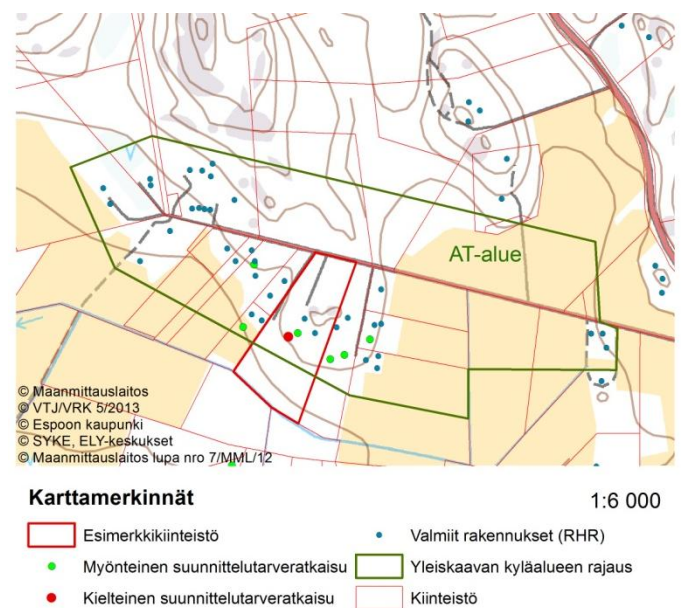 AT-alue
© Maanmittauslaitos
© VTJ/VRK 5/2013
© Espoon kaupunki
© SYKE, ELY-keskukset
© Maanmittauslaitos lupa nro 7/MML/12
Karttamerkinnät
1:6 000
Esimerkkikiinteistö
Valmiit rakennukset (RHR)
Myönteinen suunnittelutarveratkaisu
Yleiskaavan kyläalueen rajaus
Kielteinen suunnittelutarveratkaisu
Kiinteistö